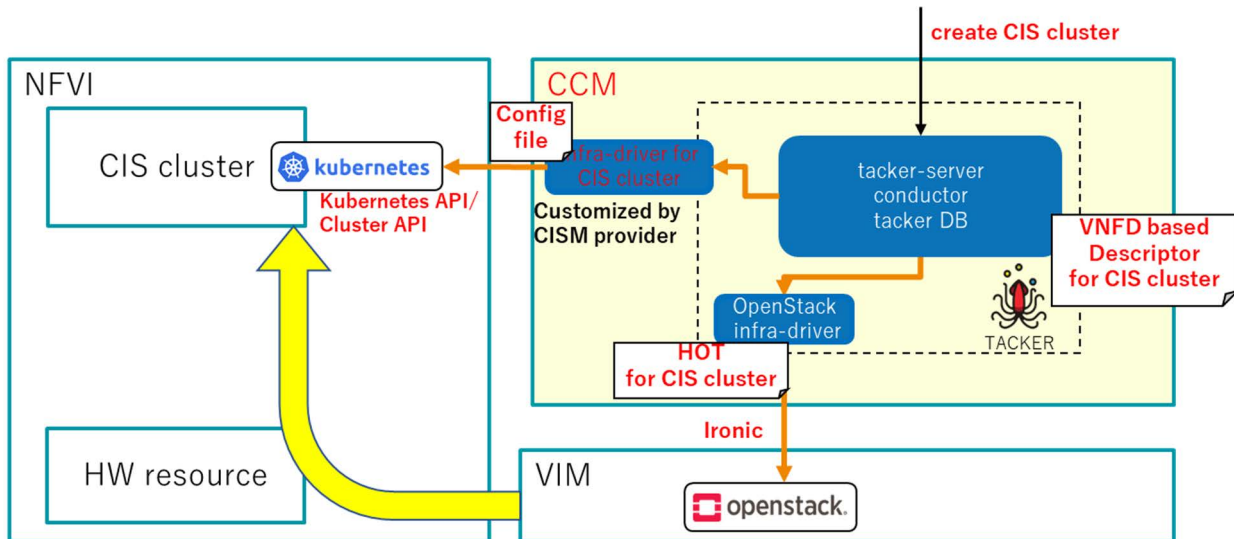 create CIS cluster
NFVI
CCM
Config
file
CIS cluster
kubernetes
Kubernetes API/
Cluster API
infra-driver for
CIS cluster
Customized by
CISM provider
tacker-server
conductor
tacker DB
VNFD based
Descriptor
for CIS cluster
OpenStack
infra-driver
TACKER
HOT
for CIS cluster
Ironic
HW resource
VIM
openstack.